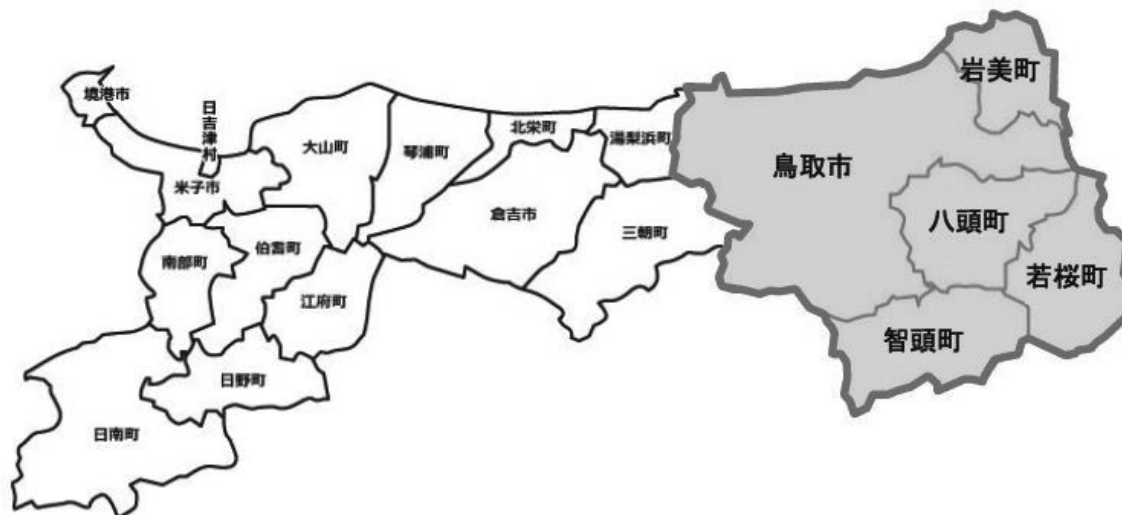 境港市
日吉津村
米子市
大山町
琴浦町
北栄町
湯梨浜町
倉吉市
三朝町
南部町
伯耆町
江府町
日野町
日南町
岩美町
鳥取市
八頭町
若桜町
智頭町